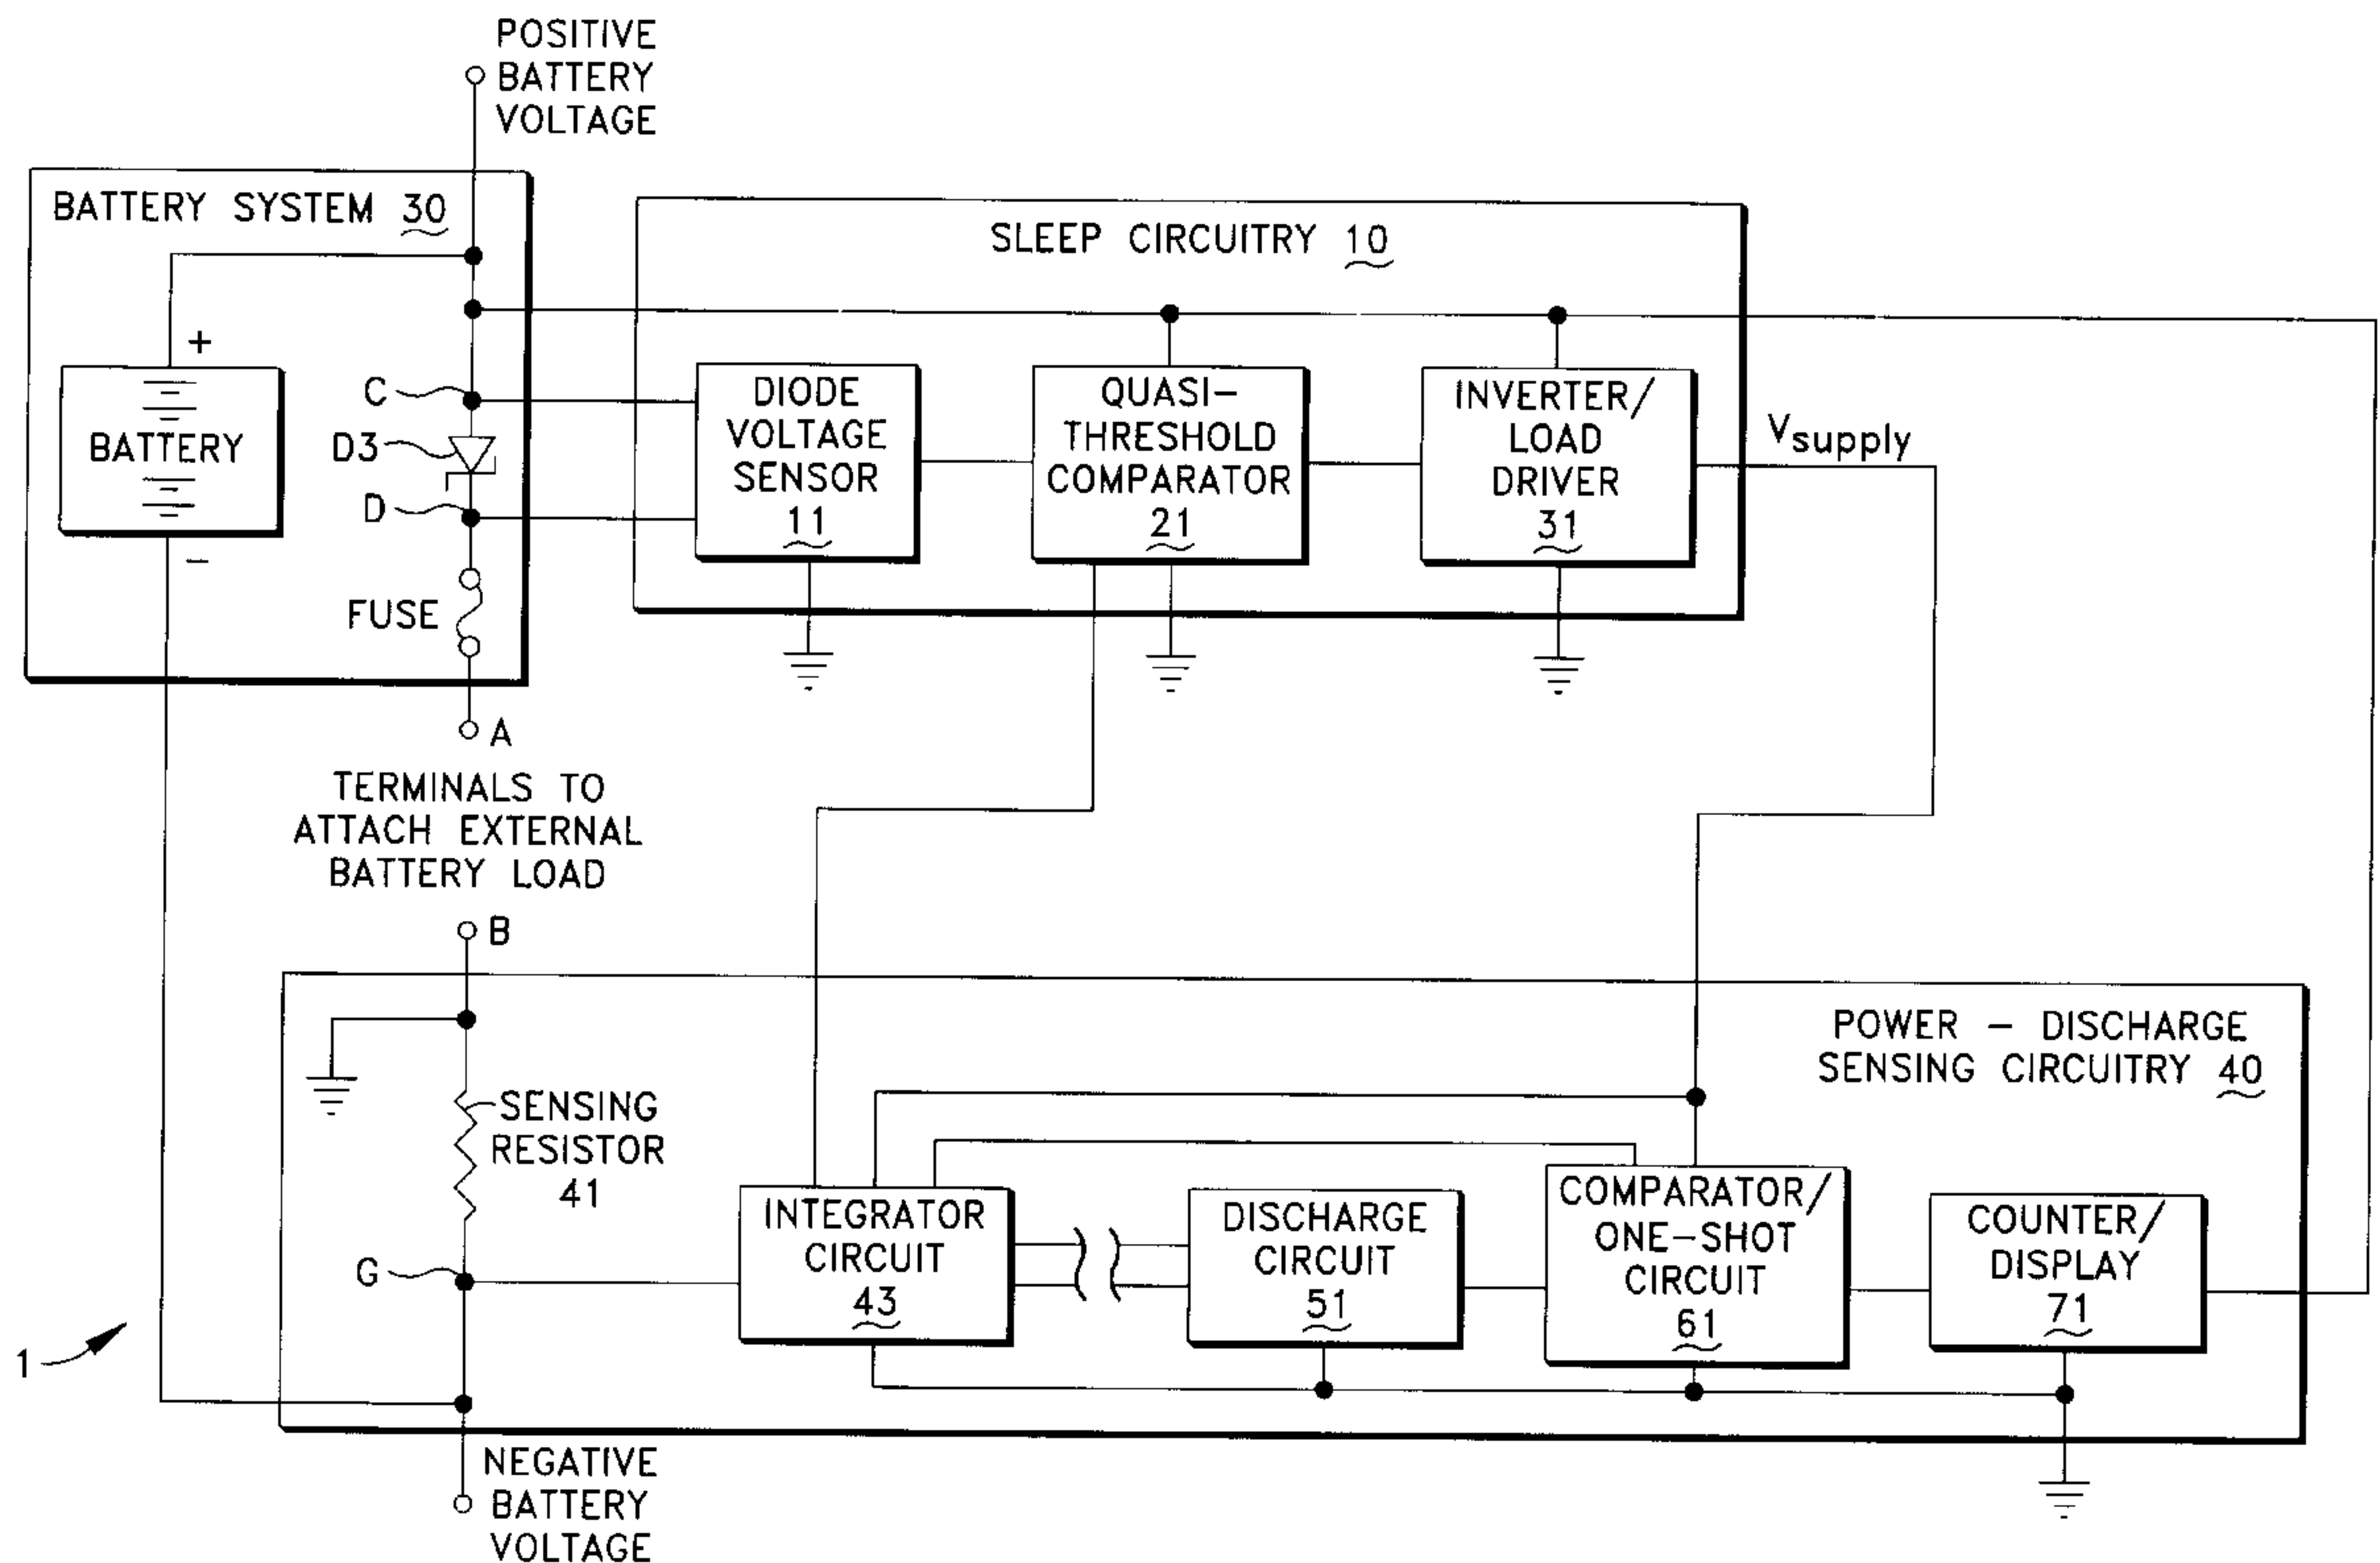 POSITIVE
BATTERY
VOLTAGE
BATTERY SYSTEM 30
+
BATTERY
−
C
D3
D
FUSE
A
SLEEP CIRCUITRY 10
DIODE
VOLTAGE
SENSOR
11
QUASI−
THRESHOLD
COMPARATOR
21
INVERTER/
LOAD
DRIVER
31
Vsupply
TERMINALS TO
ATTACH EXTERNAL
BATTERY LOAD
B
POWER − DISCHARGE
SENSING CIRCUITRY 40
SENSING
RESISTOR
41
G
INTEGRATOR
CIRCUIT
43
DISCHARGE
CIRCUIT
51
COMPARATOR/
ONE−SHOT
CIRCUIT
61
COUNTER/
DISPLAY
71
1
NEGATIVE
BATTERY
VOLTAGE